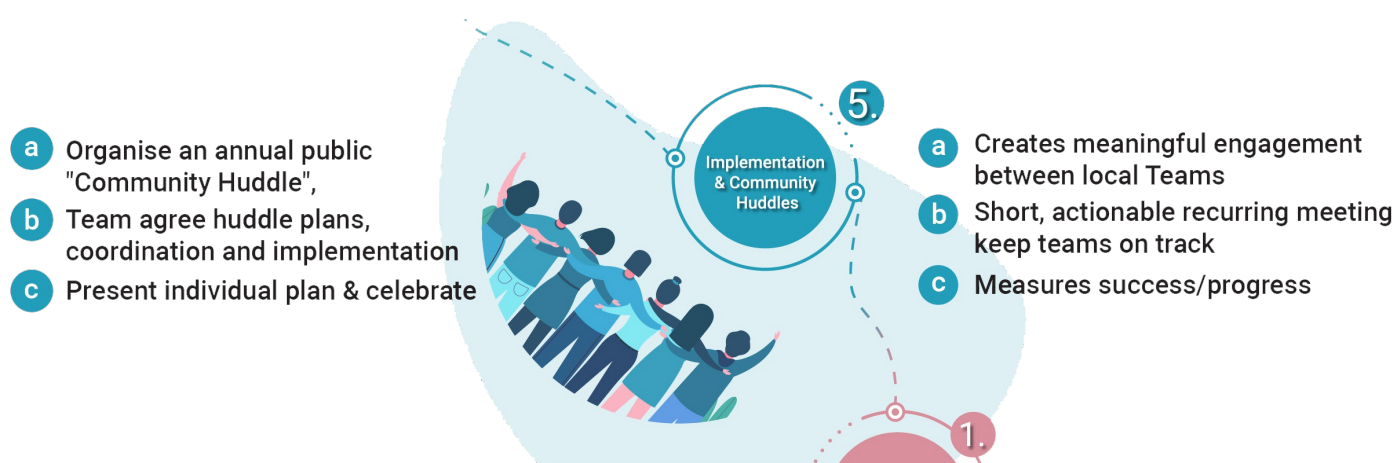 a Organise an annual public
"Community Huddle",
b Team agree huddle plans,
coordination and implementation
c Present individual plan & celebrate
5.
Implementation
& Community
Huddles
a Creates meaningful engagement
between local Teams
b Short, actionable recurring meeting
keep teams on track
c Measures success/progress
1.